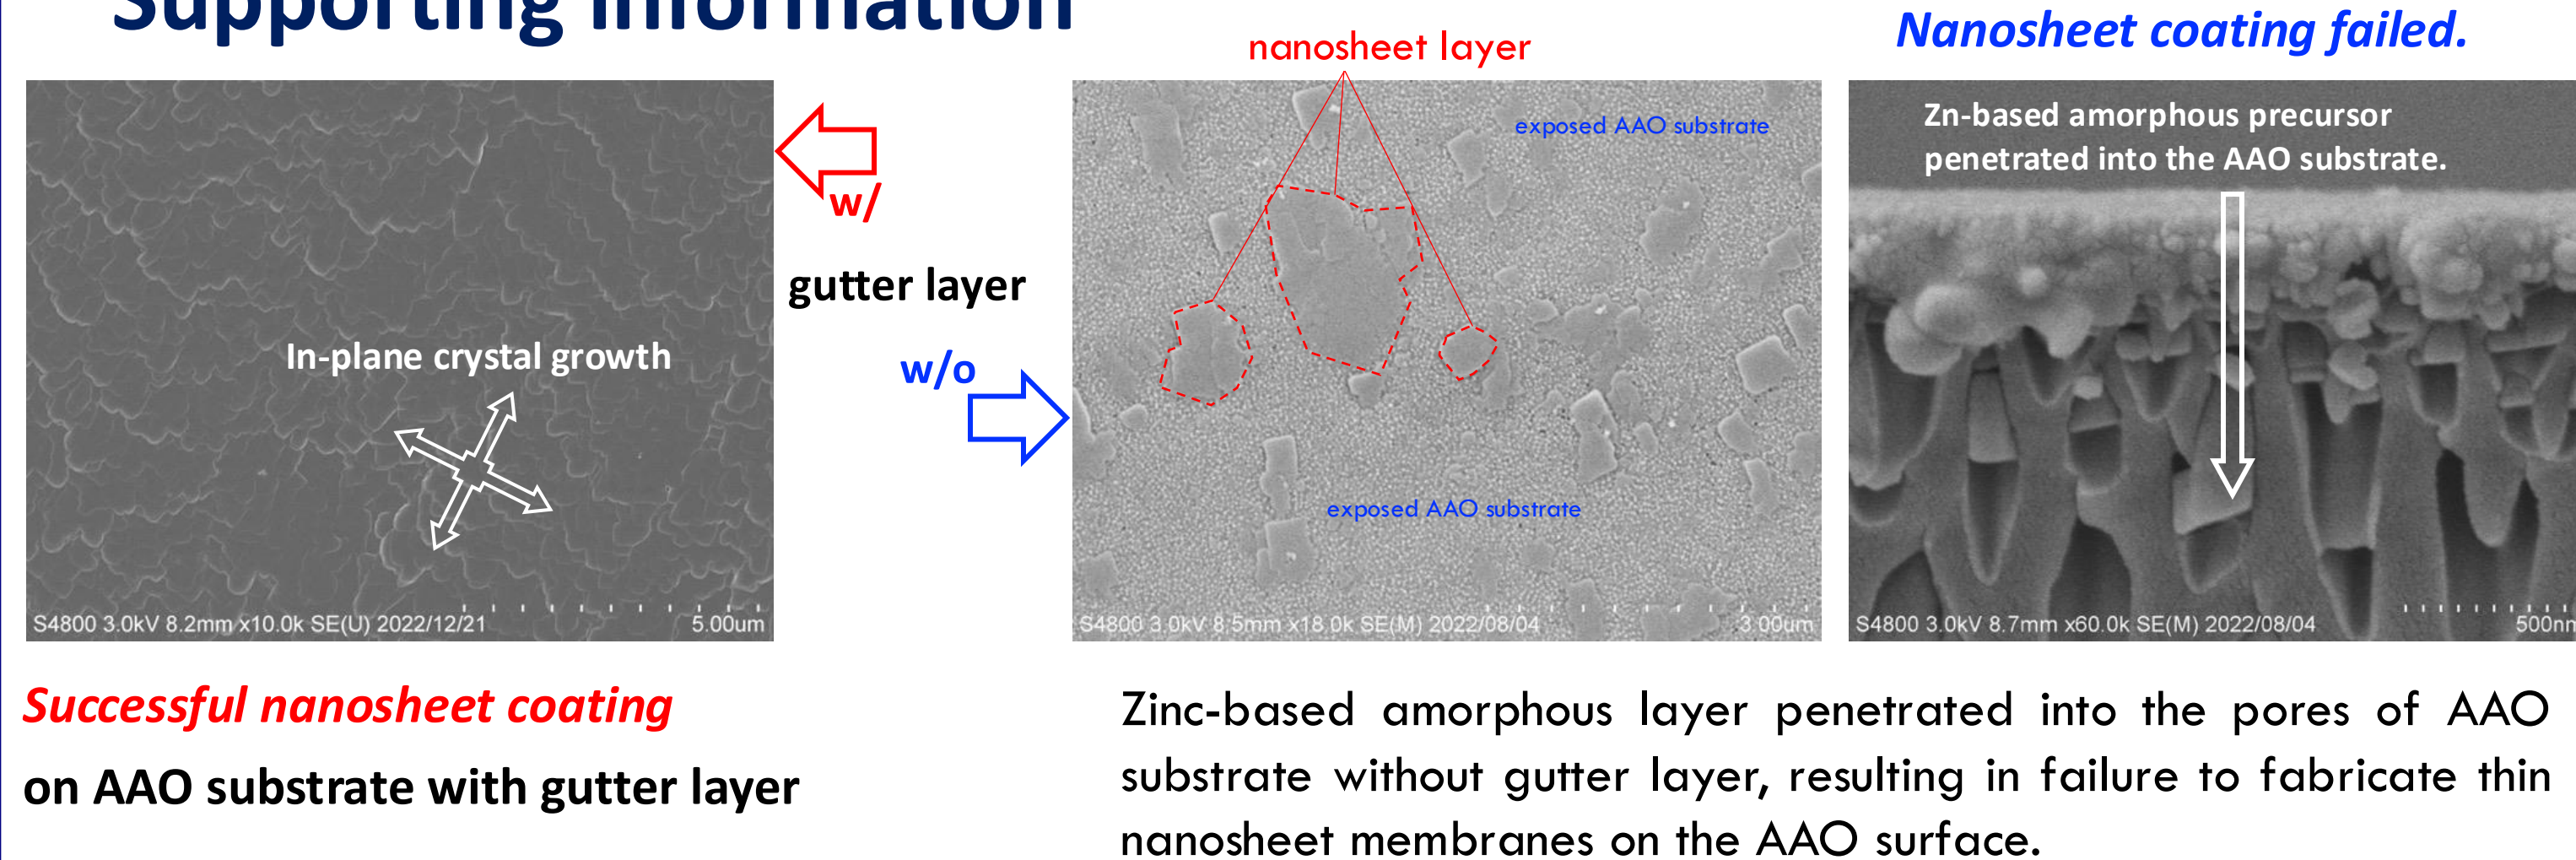 Supporting Information
nanosheet layer
Nanosheet coating failed.
w/
gutter layer
w/o
In-plane crystal growth
S4800 3.0kV 8.2mm x10.0k SE(U) 2022/12/21 5.00um
exposed AAO substrate
exposed AAO substrate
S4800 3.0kV 8.5mm x18.0k SE(M) 2022/08/04 3.00um
Zn-based amorphous precursor
penetrated into the AAO substrate.
S4800 3.0kV 8.7mm x60.0k SE(M) 2022/08/04 500nm
Successful nanosheet coating
on AAO substrate with gutter layer
Zinc-based amorphous layer penetrated into the pores of AAO
substrate without gutter layer, resulting in failure to fabricate thin
nanosheet membranes on the AAO surface.